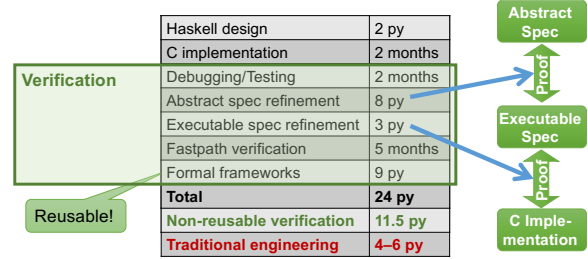 Haskell design 2 py
C implementation 2 months
Verification
Debugging/Testing 2 months
Abstract spec refinement 8 py
Executable spec refinement 3 py
Fastpath verification 5 months
Formal frameworks 9 py
Total 24 py
Non-reusable verification 11.5 py
Traditional engineering 4–6 py
Reusable!
Abstract
Spec
Proof
Executable
Spec
Proof
C Imple-
mentation